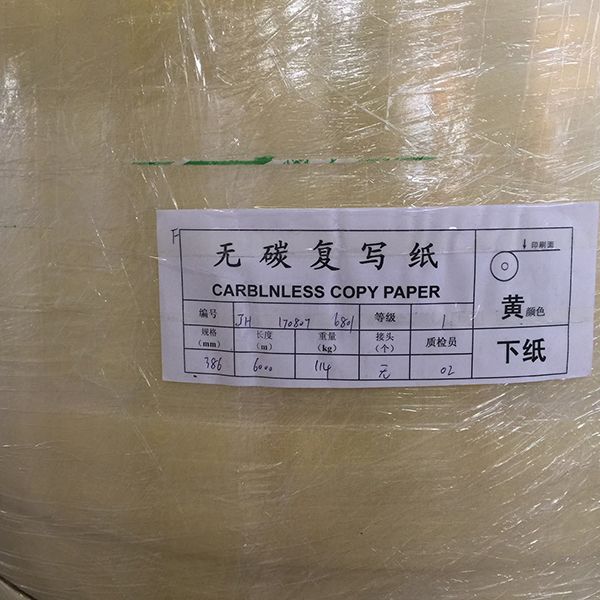 F
无碳复写纸
CARBLNLESS COPY PAPER
编号 JH 170807 6801 等级 1
规格(mm) 长度(m) 重量(kg) 接头(个) 质检员
386 6000 114 无 02
印刷面
黄 颜色
下纸